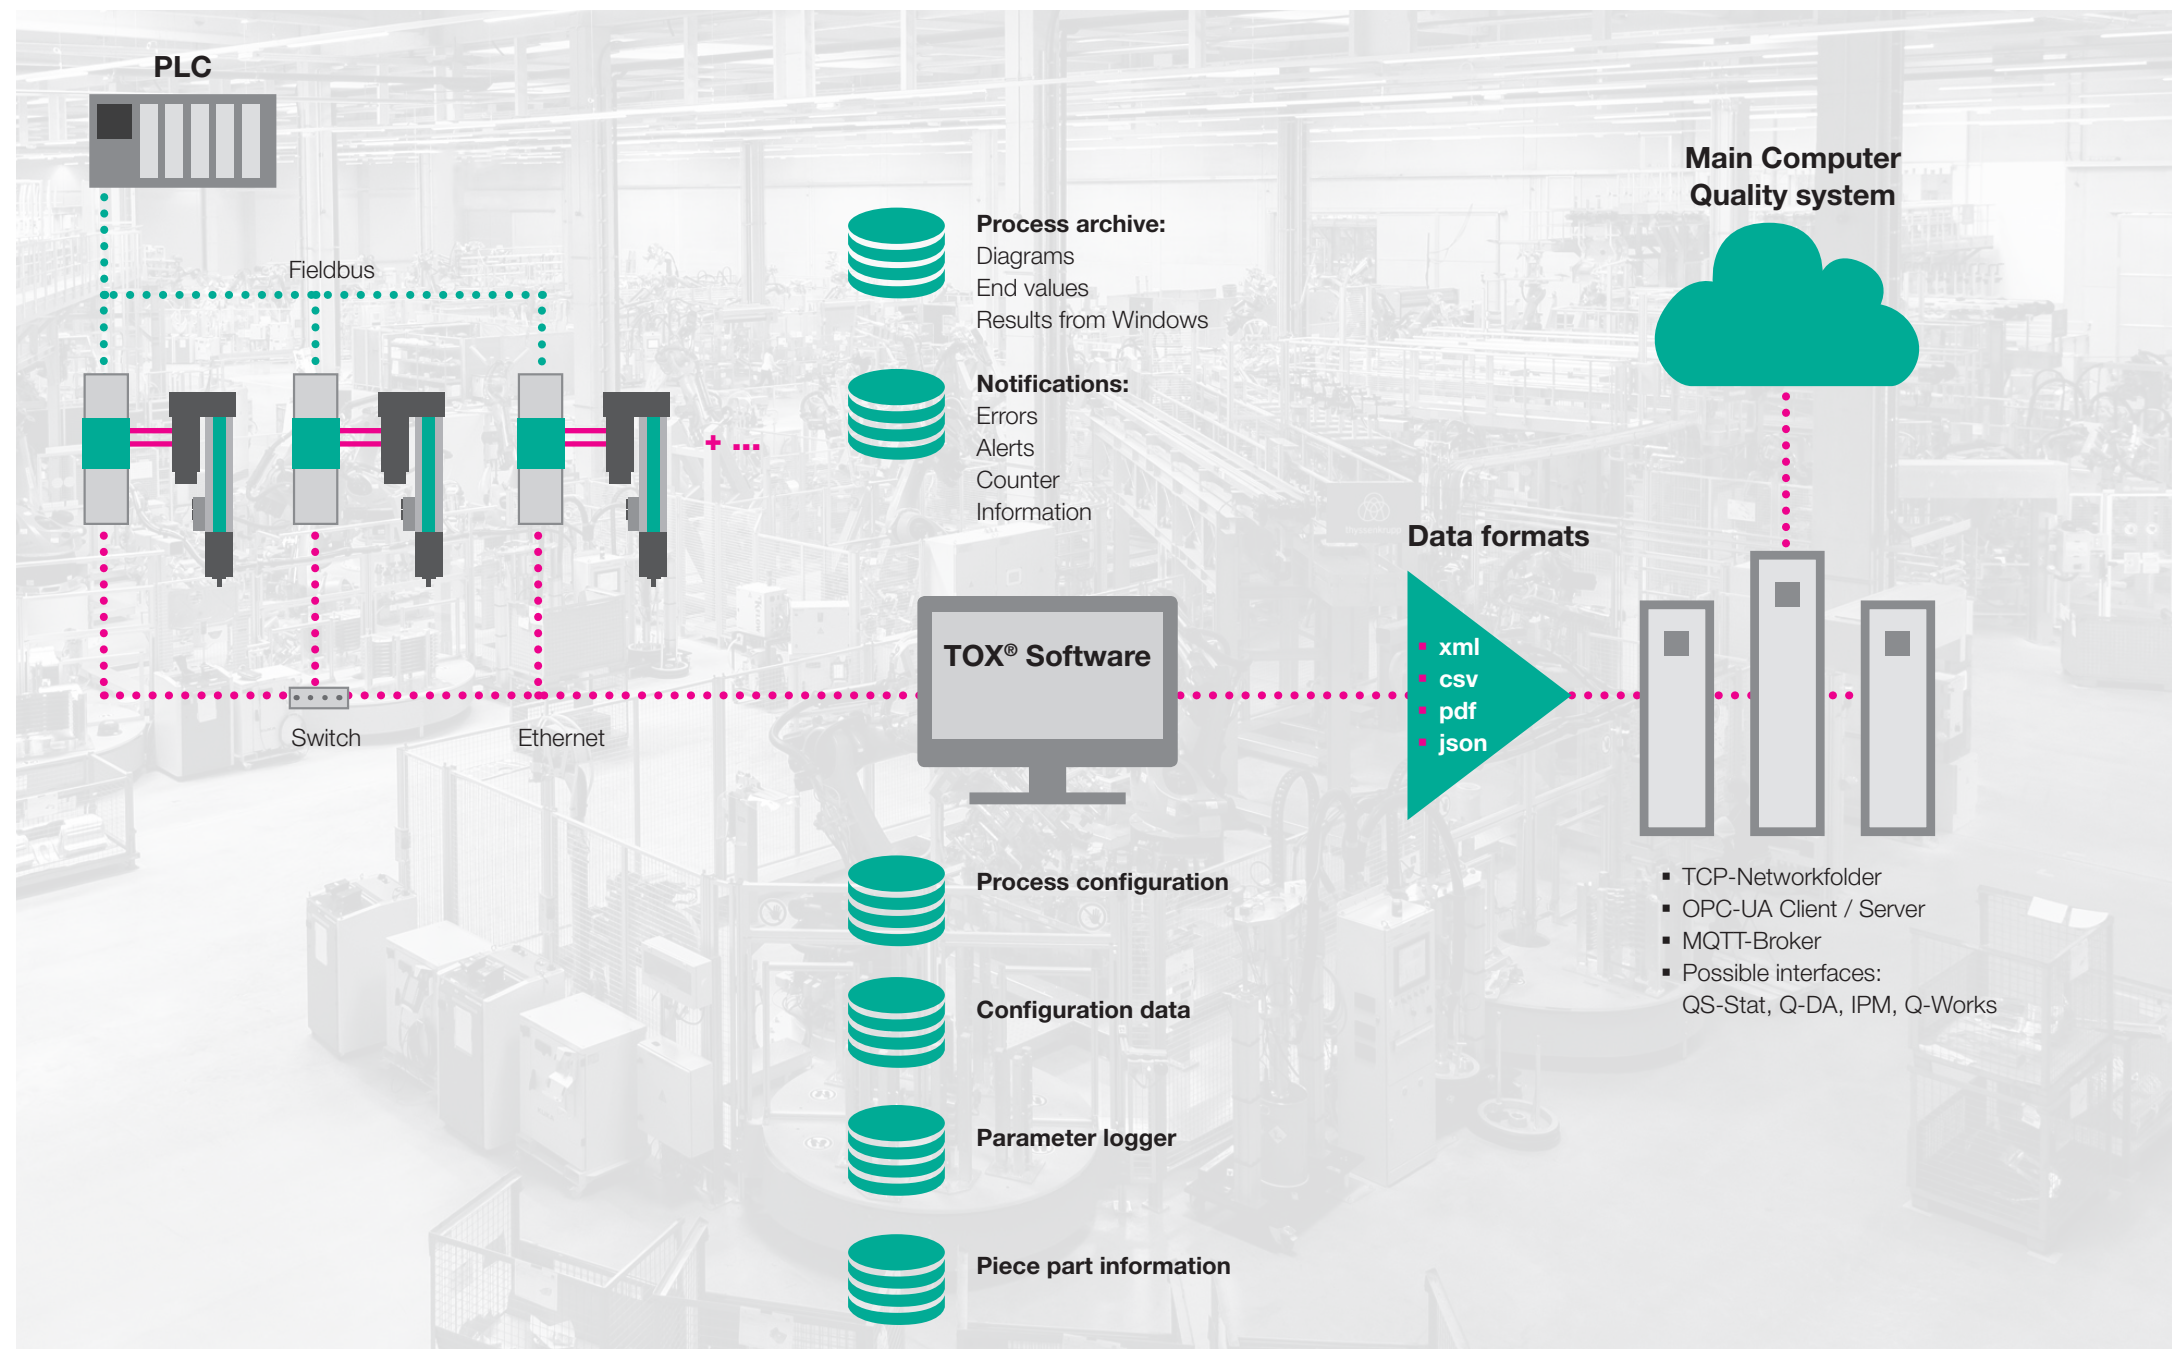 PLC
Fieldbus
Switch
Ethernet
Process archive:
Diagrams
End values
Results from Windows
Notifications:
Errors
Alerts
Counter
Information
+ ...
TOX® Software
Process configuration
Configuration data
Parameter logger
Piece part information
Data formats
▪ xml
▪ csv
▪ pdf
▪ json
Main Computer
Quality system
▪ TCP-Networkfolder
▪ OPC-UA Client / Server
▪ MQTT-Broker
▪ Possible interfaces:
QS-Stat, Q-DA, IPM, Q-Works